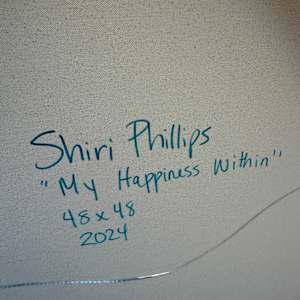 Shiri Phillips
"My Happiness Within"
48 x 48
2024